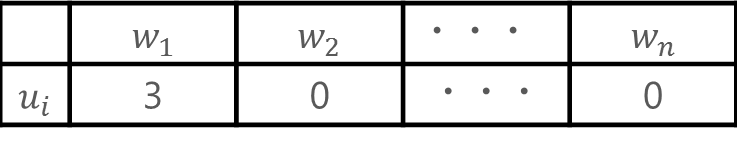 w₁ w₂ · · · wₙ
uᵢ 3 0 · · · 0